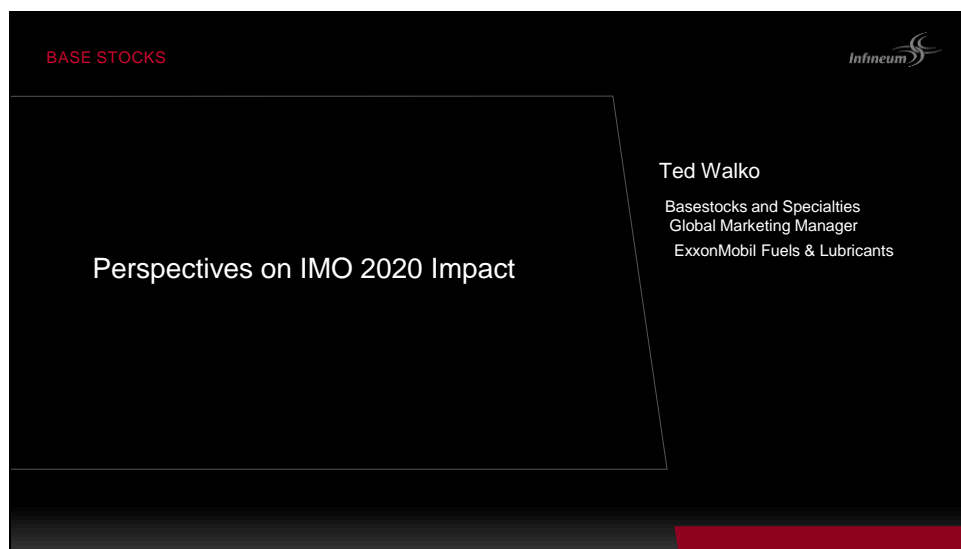 BASE STOCKS
Infineum
Perspectives on IMO 2020 Impact
Ted Walko
Basestocks and Specialties
Global Marketing Manager
ExxonMobil Fuels & Lubricants